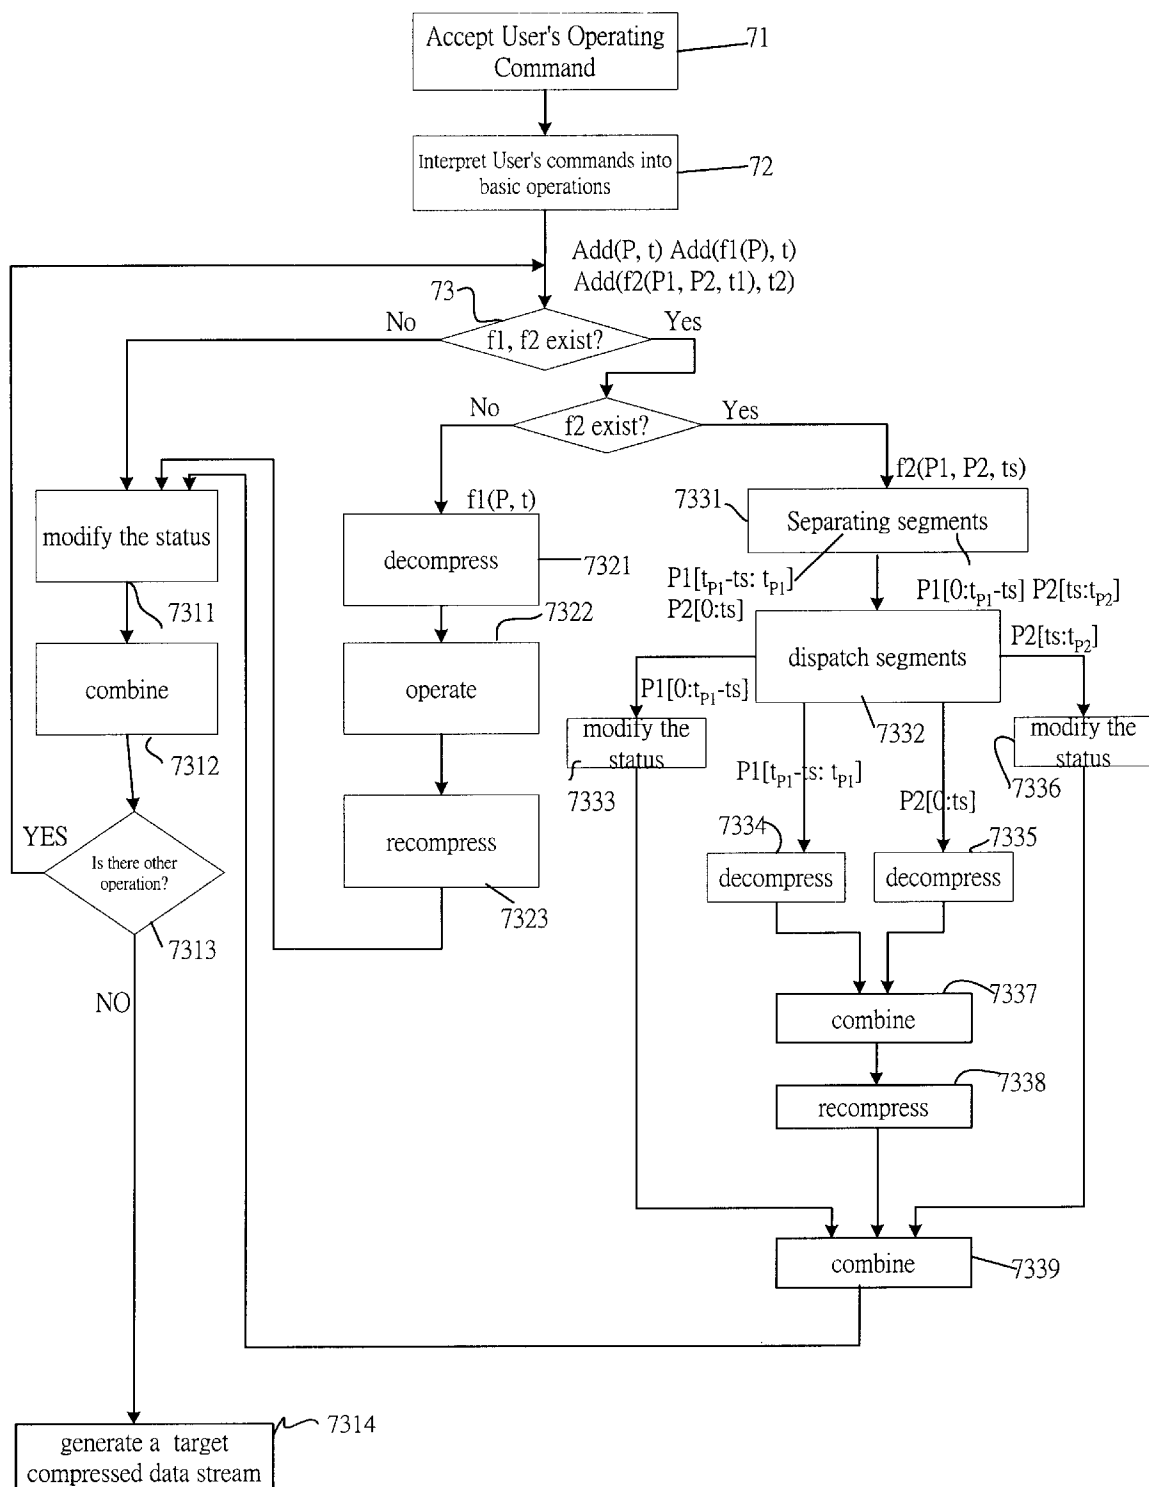 Accept User's Operating
Command
71
Interpret User's commands into
basic operations
72
Add(P, t) Add(f1(P), t)
Add(f2(P1, P2, t1), t2)
73
No
f1, f2 exist?
Yes
No
f2 exist?
Yes
f2(P1, P2, ts)
f1(P, t)
7331
Separating segments
modify the status
decompress
7321
P1[tP1-ts: tP1]
P2[0:ts]
P1[0:tP1-ts] P2[ts:tP2]
7311
7322
dispatch segments
P2[ts:tP2]
combine
operate
P1[0:tP1-ts]
7332
modify the
status
modify the
status
7312
7333
P1[tP1-ts: tP1]
7336
P2[0:ts]
YES
Is there other
operation?
recompress
7334
7335
decompress
decompress
7313
7323
NO
7337
combine
7338
recompress
combine
7339
7314
generate a target
compressed data stream